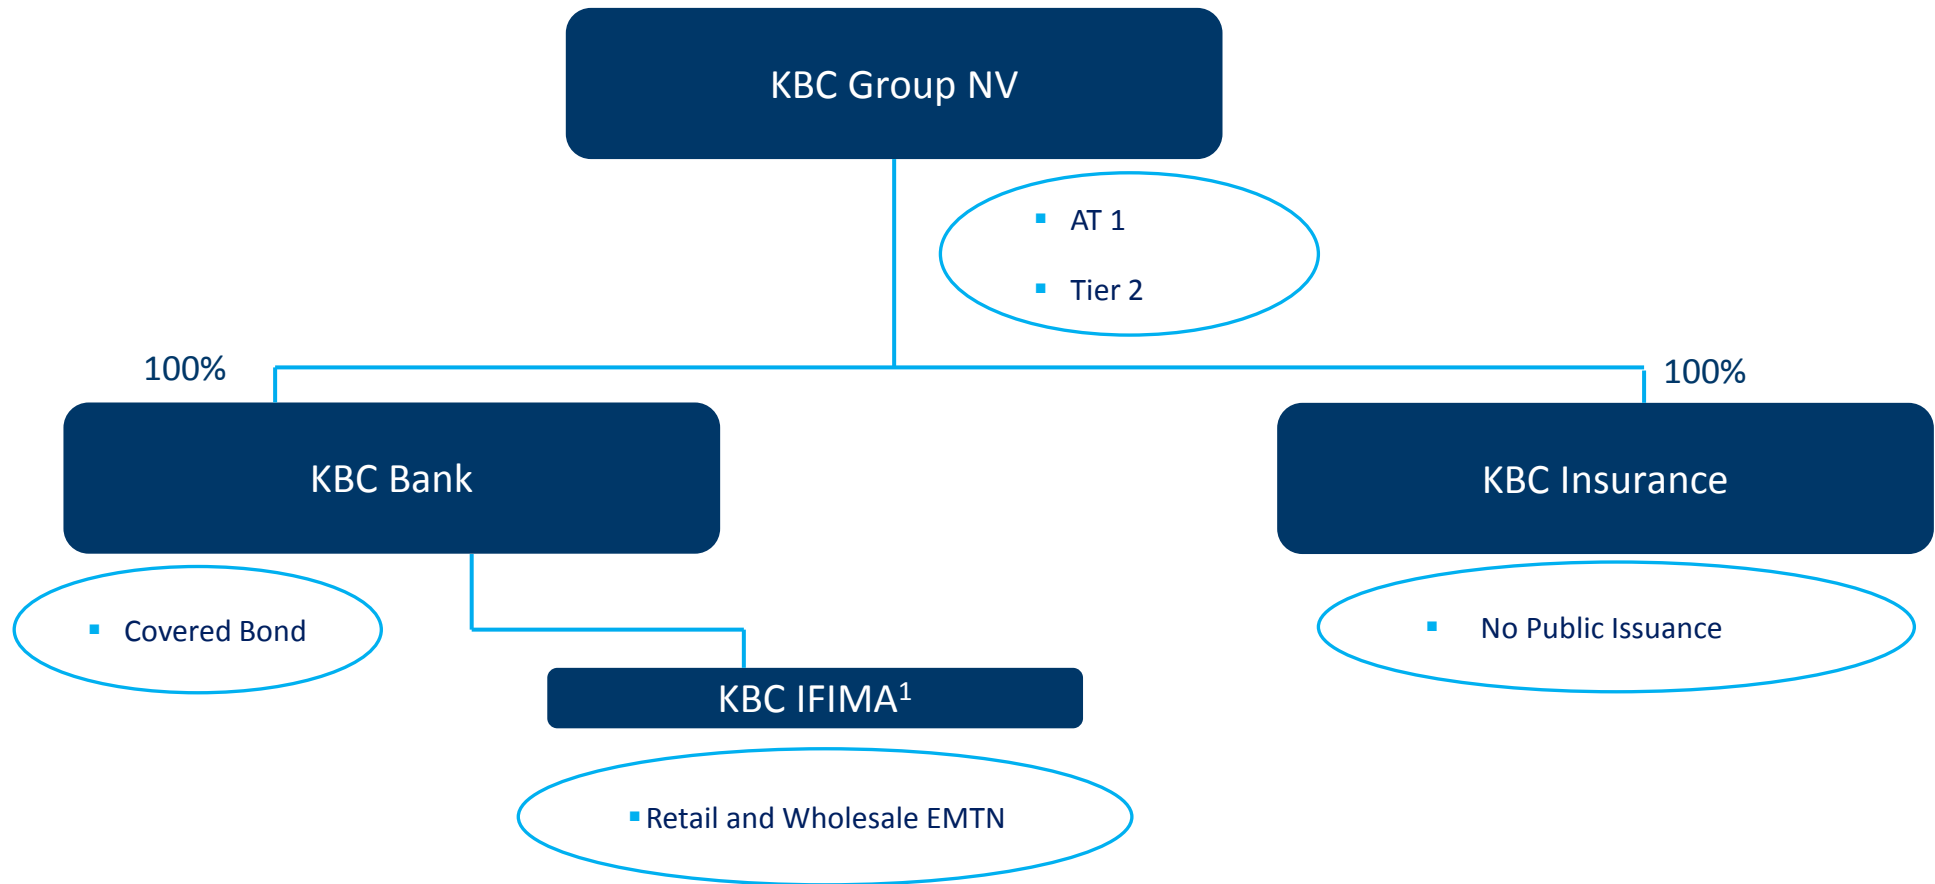 KBC Group NV
▪ AT 1
▪ Tier 2
100%
100%
KBC Bank
KBC Insurance
▪ Covered Bond
▪ No Public Issuance
KBC IFIMA¹
▪ Retail and Wholesale EMTN